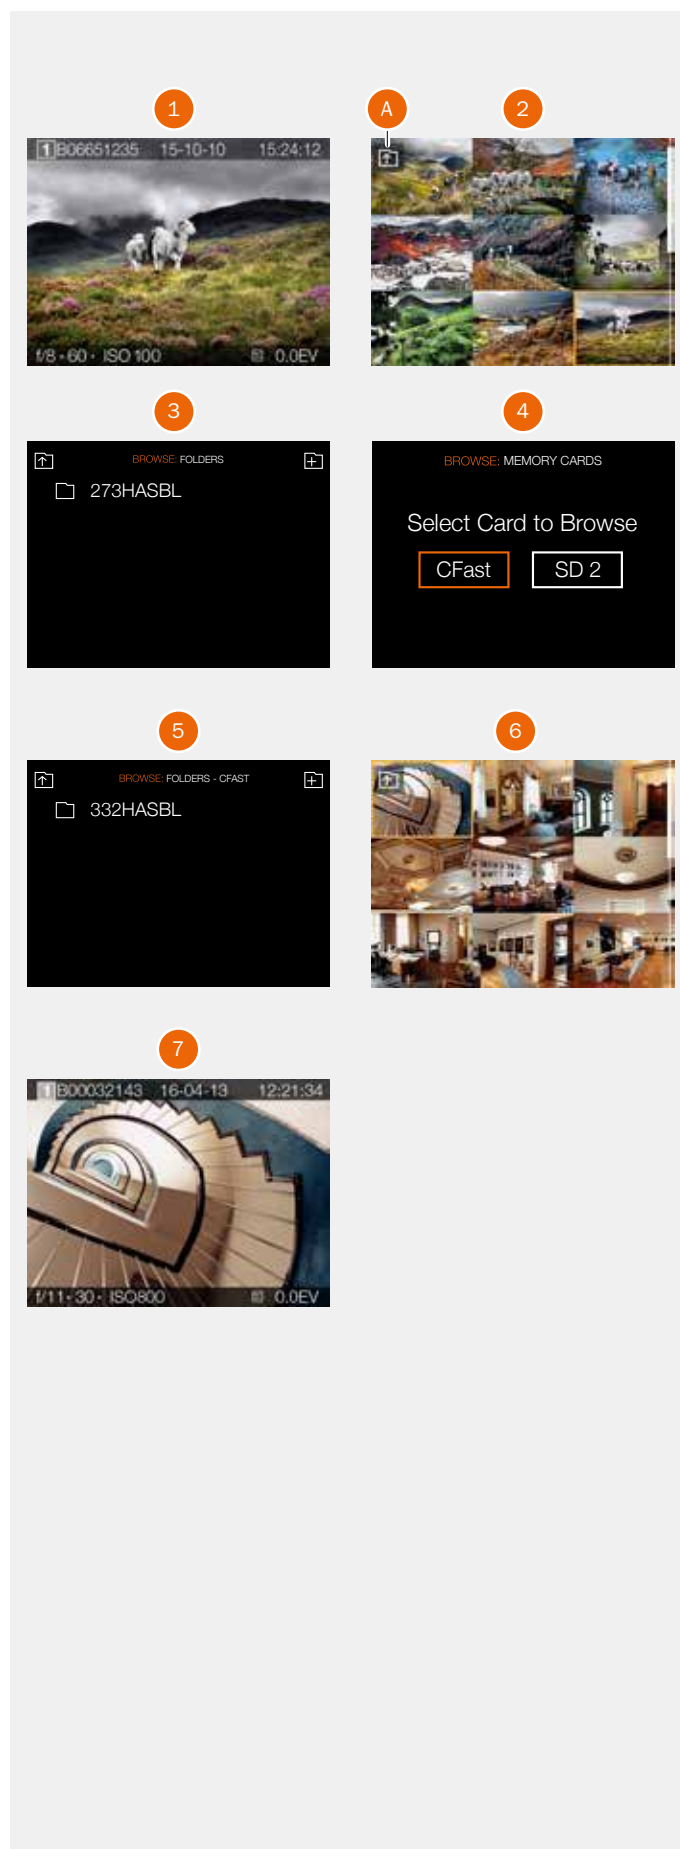 1
A 2
1 B06651235 15-10-10 15:24:12
f/8 • 60 • ISO 100 0.0EV
3
4
BROWSE: FOLDERS
273HASBL
BROWSE: MEMORY CARDS
Select Card to Browse
CFast SD 2
5
6
BROWSE: FOLDERS - CFAST
332HASBL
7
1 B00032143 16-04-13 12:21:34
f/11 • 30 • ISO800 0.0EV